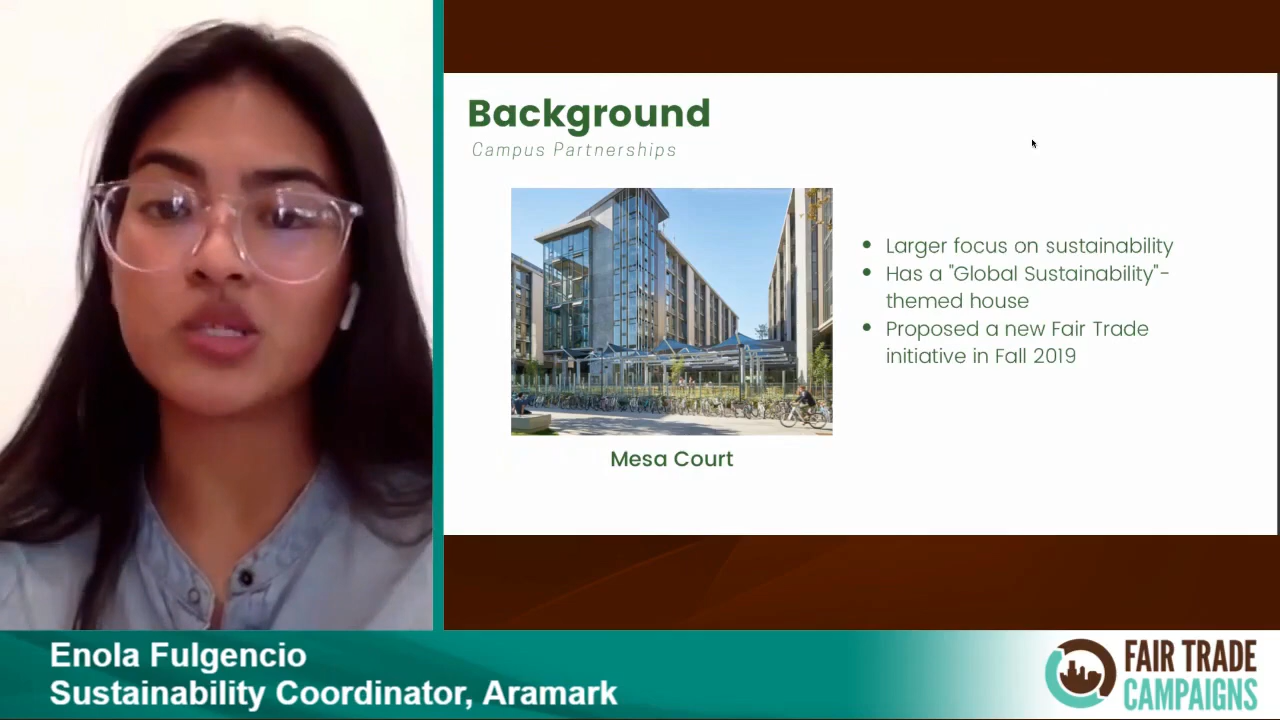 Background
Campus Partnerships
Larger focus on sustainability
Has a "Global Sustainability"-
themed house
Proposed a new Fair Trade
initiative in Fall 2019
Mesa Court
Enola Fulgencio
Sustainability Coordinator, Aramark
FAIR TRADE
CAMPAIGNS